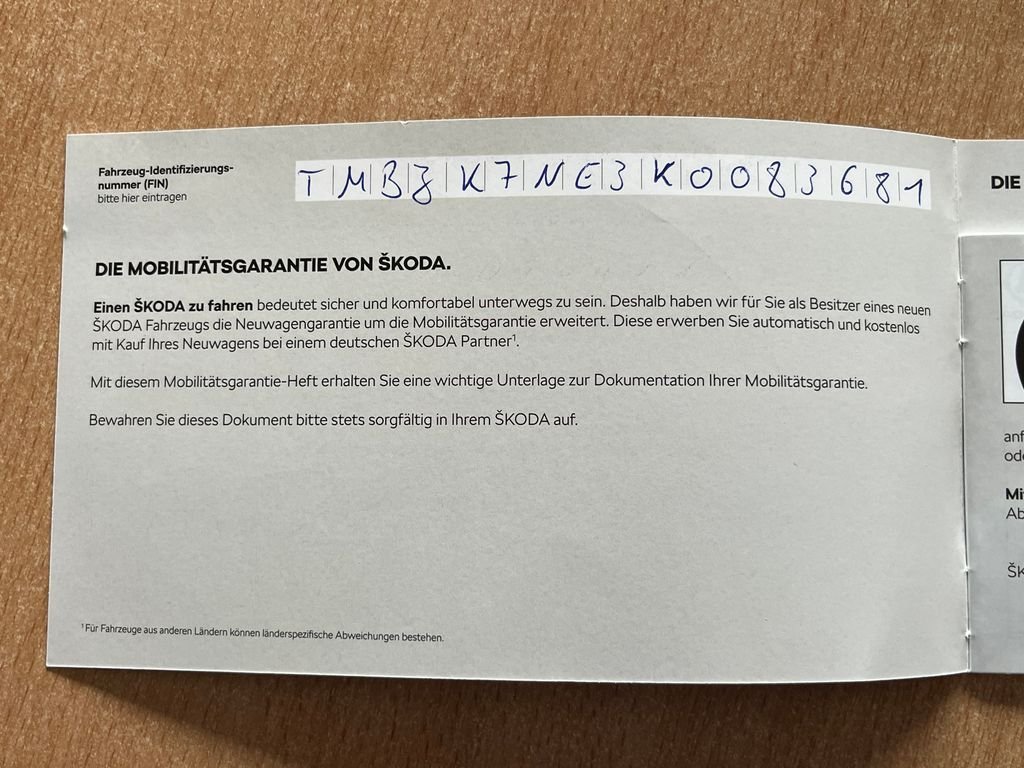 Fahrzeug-Identifizierungs-
nummer (FIN)
bitte hier eintragen
TMBZK7NE3K0083681
DIE MOBILITÄTSGARANTIE VON ŠKODA.
Einen ŠKODA zu fahren bedeutet sicher und komfortabel unterwegs zu sein. Deshalb haben wir für Sie als Besitzer eines neuen
ŠKODA Fahrzeugs die Neuwagengarantie um die Mobilitätsgarantie erweitert. Diese erwerben Sie automatisch und kostenlos
mit Kauf Ihres Neuwagens bei einem deutschen ŠKODA Partner¹.
Mit diesem Mobilitätsgarantie-Heft erhalten Sie eine wichtige Unterlage zur Dokumentation Ihrer Mobilitätsgarantie.
Bewahren Sie dieses Dokument bitte stets sorgfältig in Ihrem ŠKODA auf.
¹ Für Fahrzeuge aus anderen Ländern können länderspezifische Abweichungen bestehen.
DIE